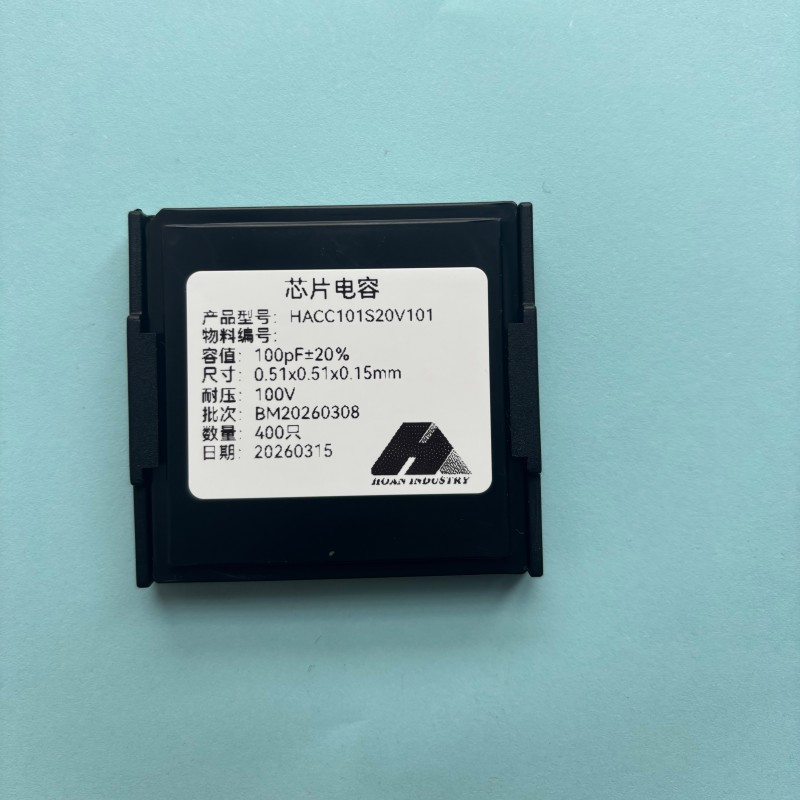 芯片电容
产品型号: HACC101S20V101
物料编号:
容值: 100pF±20%
尺寸: 0.51x0.51x0.15mm
耐压: 100V
批次: BM20260308
数量: 400只
日期: 20260315
HOAN INDUSTRY